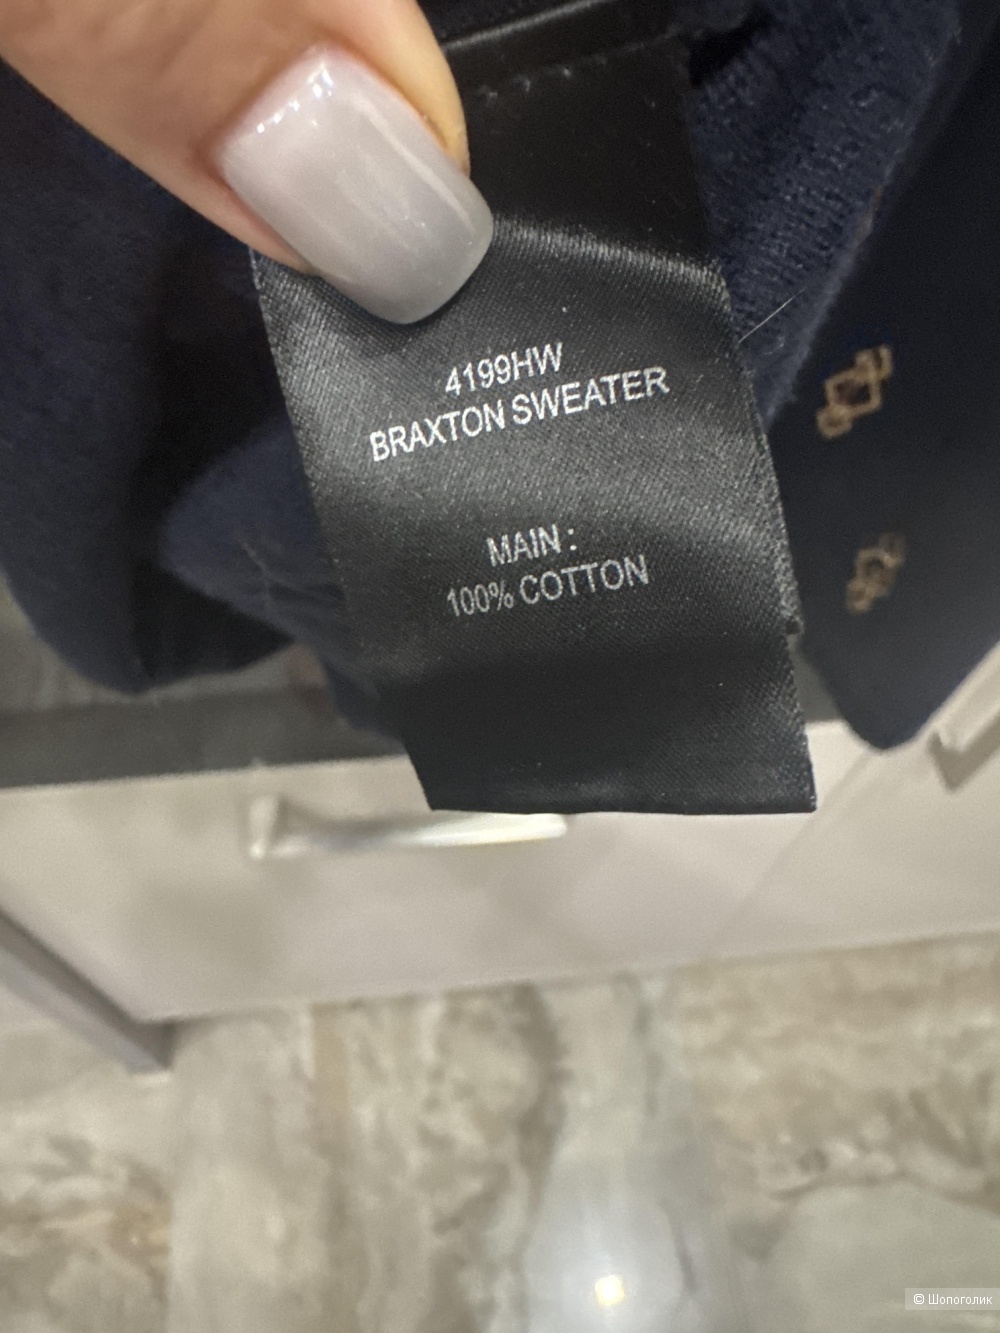 4199HW
BRAXTON SWEATER
MAIN :
100% COTTON
© Шопоголик